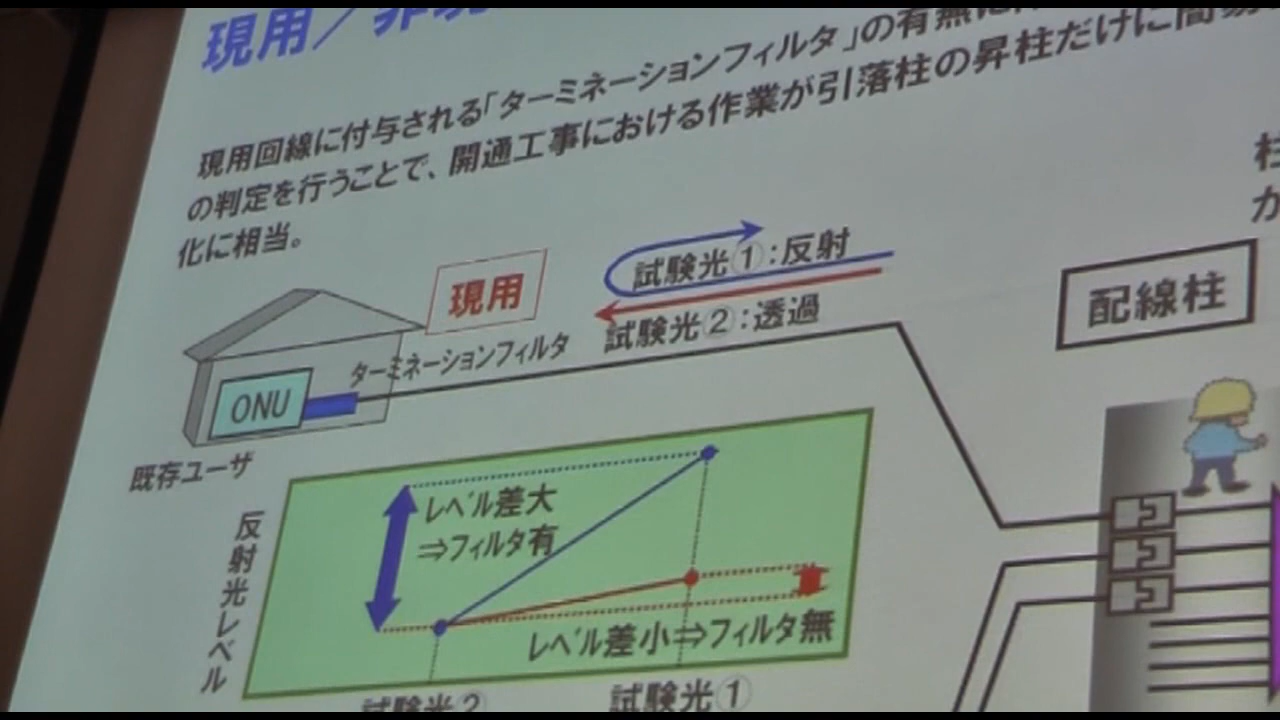 現用／非現
現用回線に付与される「ターミネーションフィルタ」の有無に
の判定を行うことで、開通工事における作業が引落柱の昇柱だけに簡易
化に相当。
柱
か
現用
試験光①:反射
試験光②:透過
配線柱
ターミネーションフィルタ
ONU
既存ユーザ
反射光レベル
レベル差大
⇒フィルタ有
レベル差小⇒フィルタ無
試験光②
試験光①